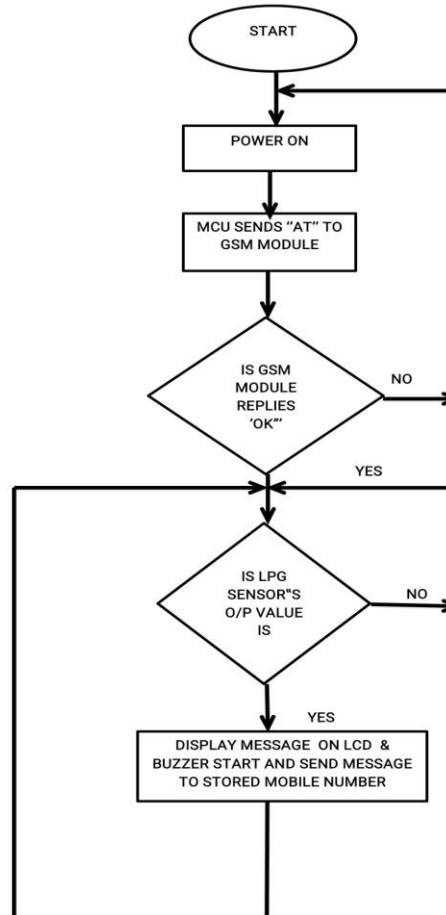 START
POWER ON
MCU SENDS "AT" TO
GSM MODULE
IS GSM
MODULE
REPLIES
'OK"'
NO
YES
IS LPG
SENSOR"S
O/P VALUE
IS
NO
YES
DISPLAY MESSAGE ON LCD &
BUZZER START AND SEND MESSAGE
TO STORED MOBILE NUMBER